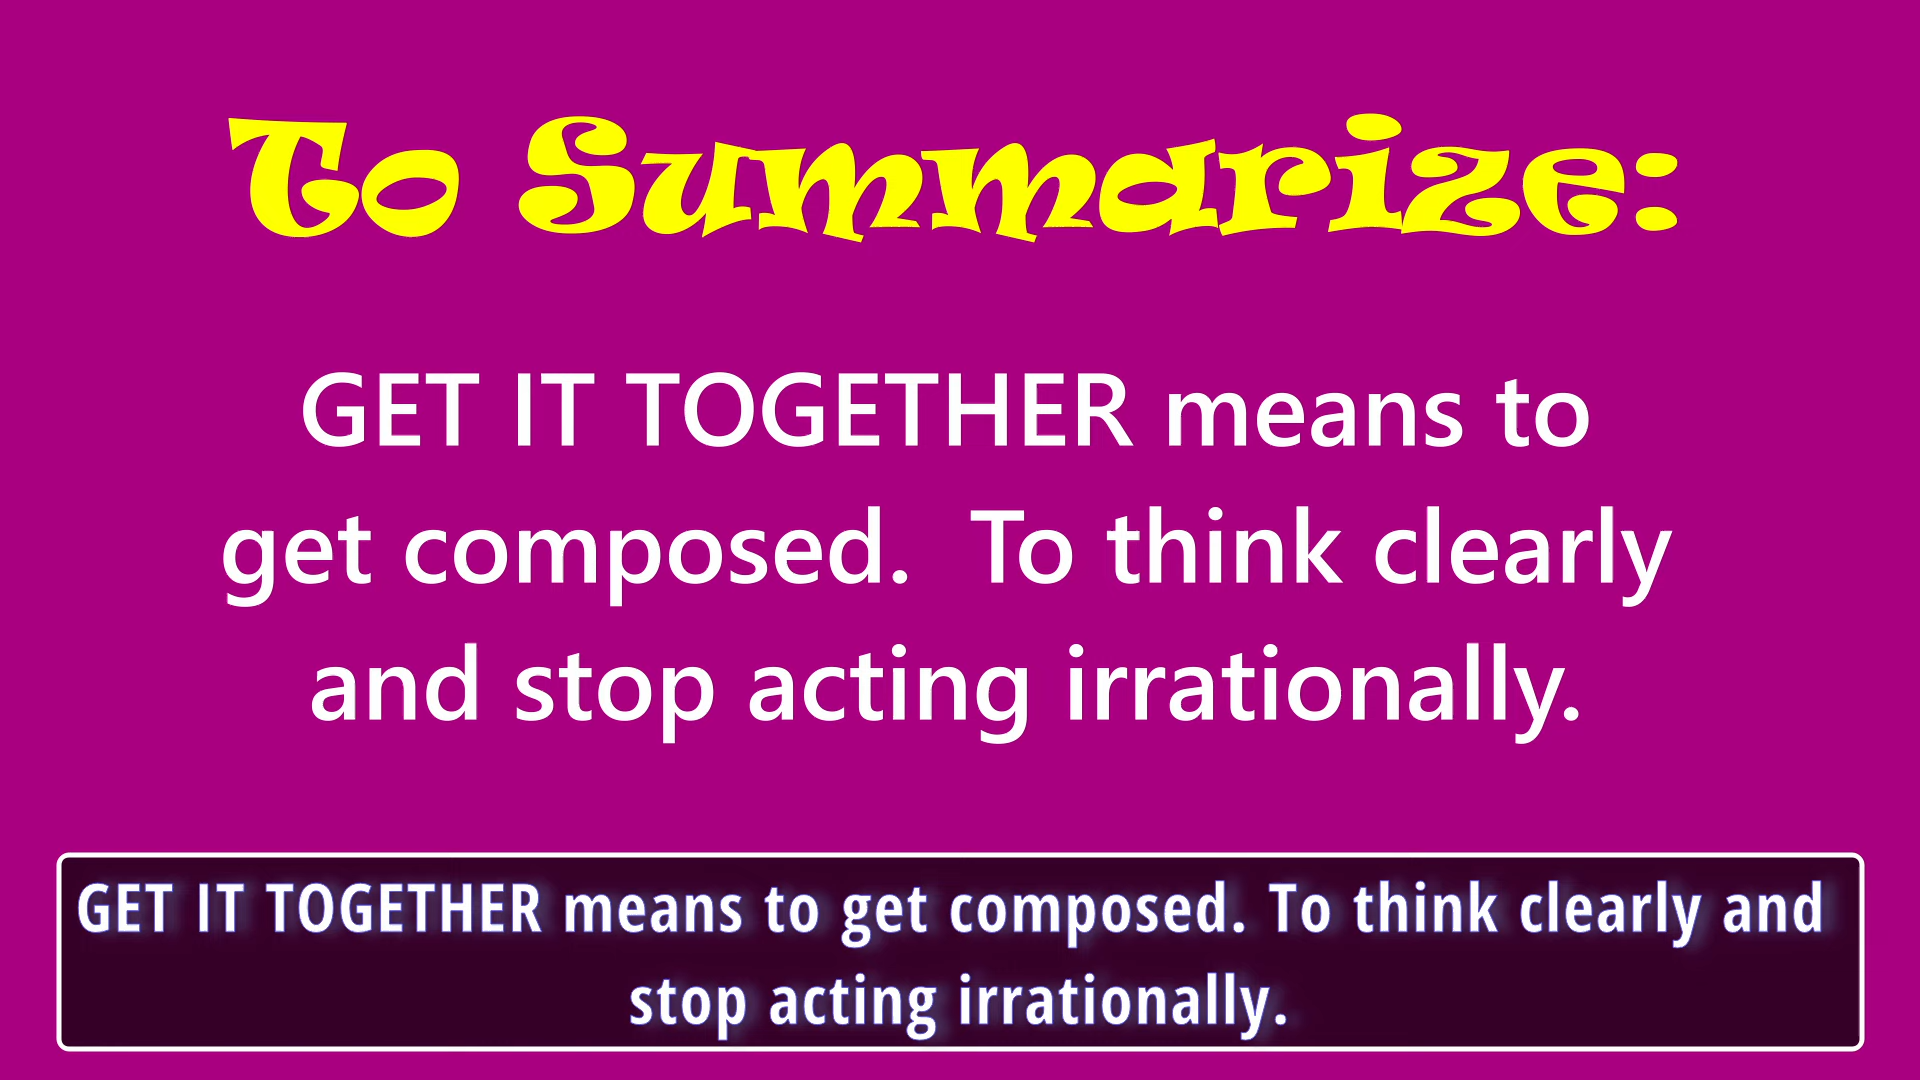 To Summarize:
GET IT TOGETHER means to
get composed.  To think clearly
and stop acting irrationally.
GET IT TOGETHER means to get composed. To think clearly and
stop acting irrationally.